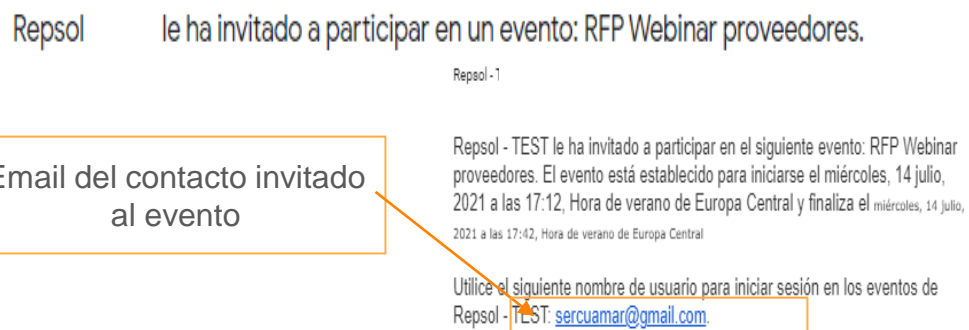 Repsol le ha invitado a participar en un evento: RFP Webinar proveedores.
Repsol -
Repsol - TEST le ha invitado a participar en el siguiente evento: RFP Webinar
proveedores. El evento está establecido para iniciarse el miércoles, 14 julio,
2021 a las 17:12, Hora de verano de Europa Central y finaliza el miércoles, 14 julio,
2021 a las 17:42, Hora de verano de Europa Central
Email del contacto invitado
al evento
Utilice el siguiente nombre de usuario para iniciar sesión en los eventos de
Repsol - TEST: sercuamar@gmail.com.